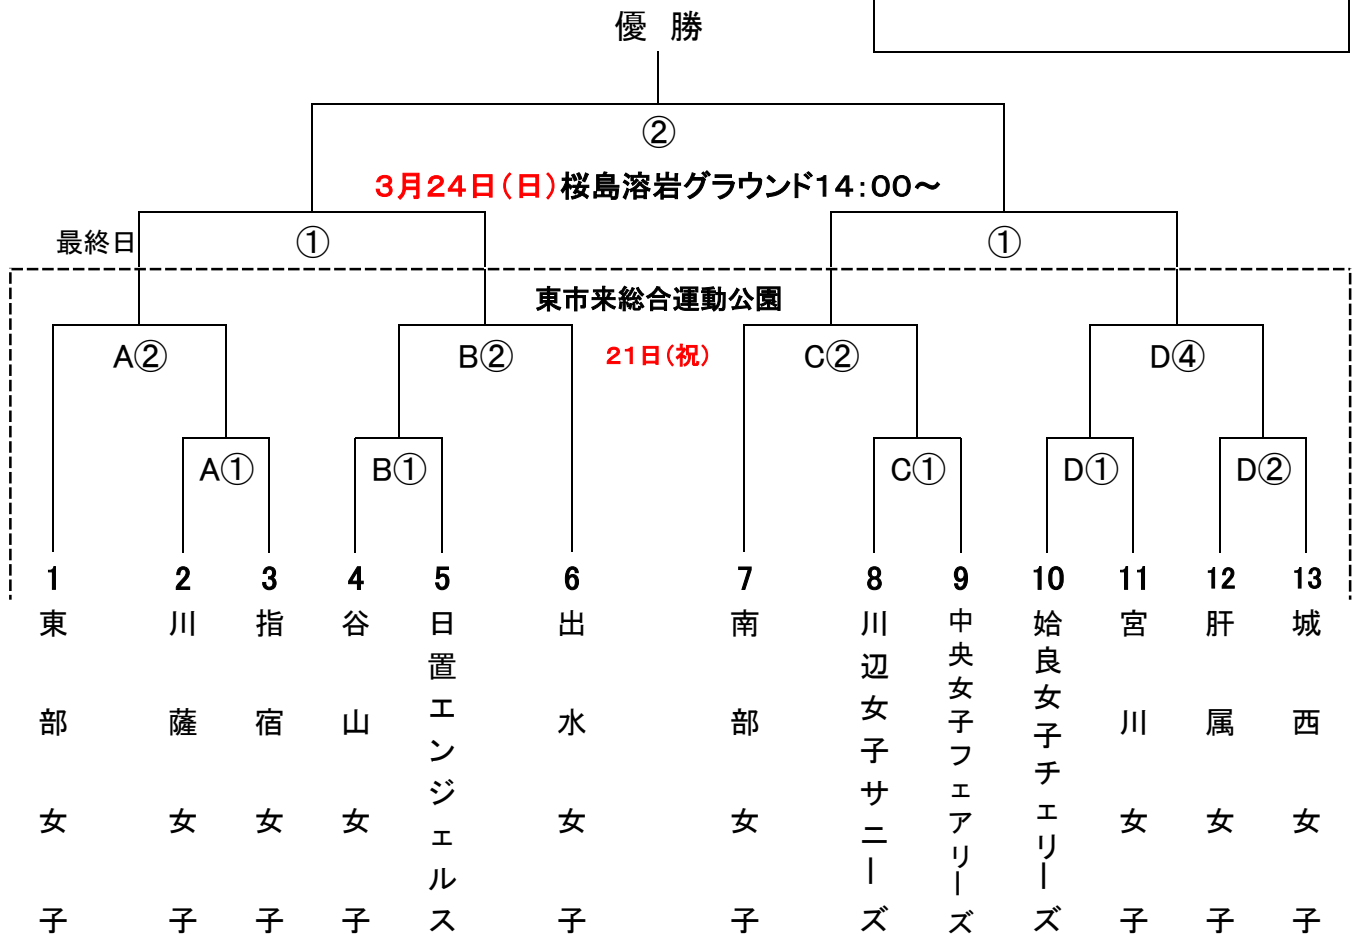 優 勝
②
3月24日(日)桜島溶岩グラウンド14:00～
最終日
①
①
東市来総合運動公園
A②
B②
21日(祝)
C②
D④
A①
B①
C①
D①
D②
1
2
3
4
5
6
7
8
9
10
11
12
13
東部女子
川薩女子
指宿女子
谷山女子
日置エンジェルス
出水女子
南部女子
川辺女子サニーズ
中央女子フェアリーズ
姶良女子チェリーズ
宮川女子
肝属女子
城西女子